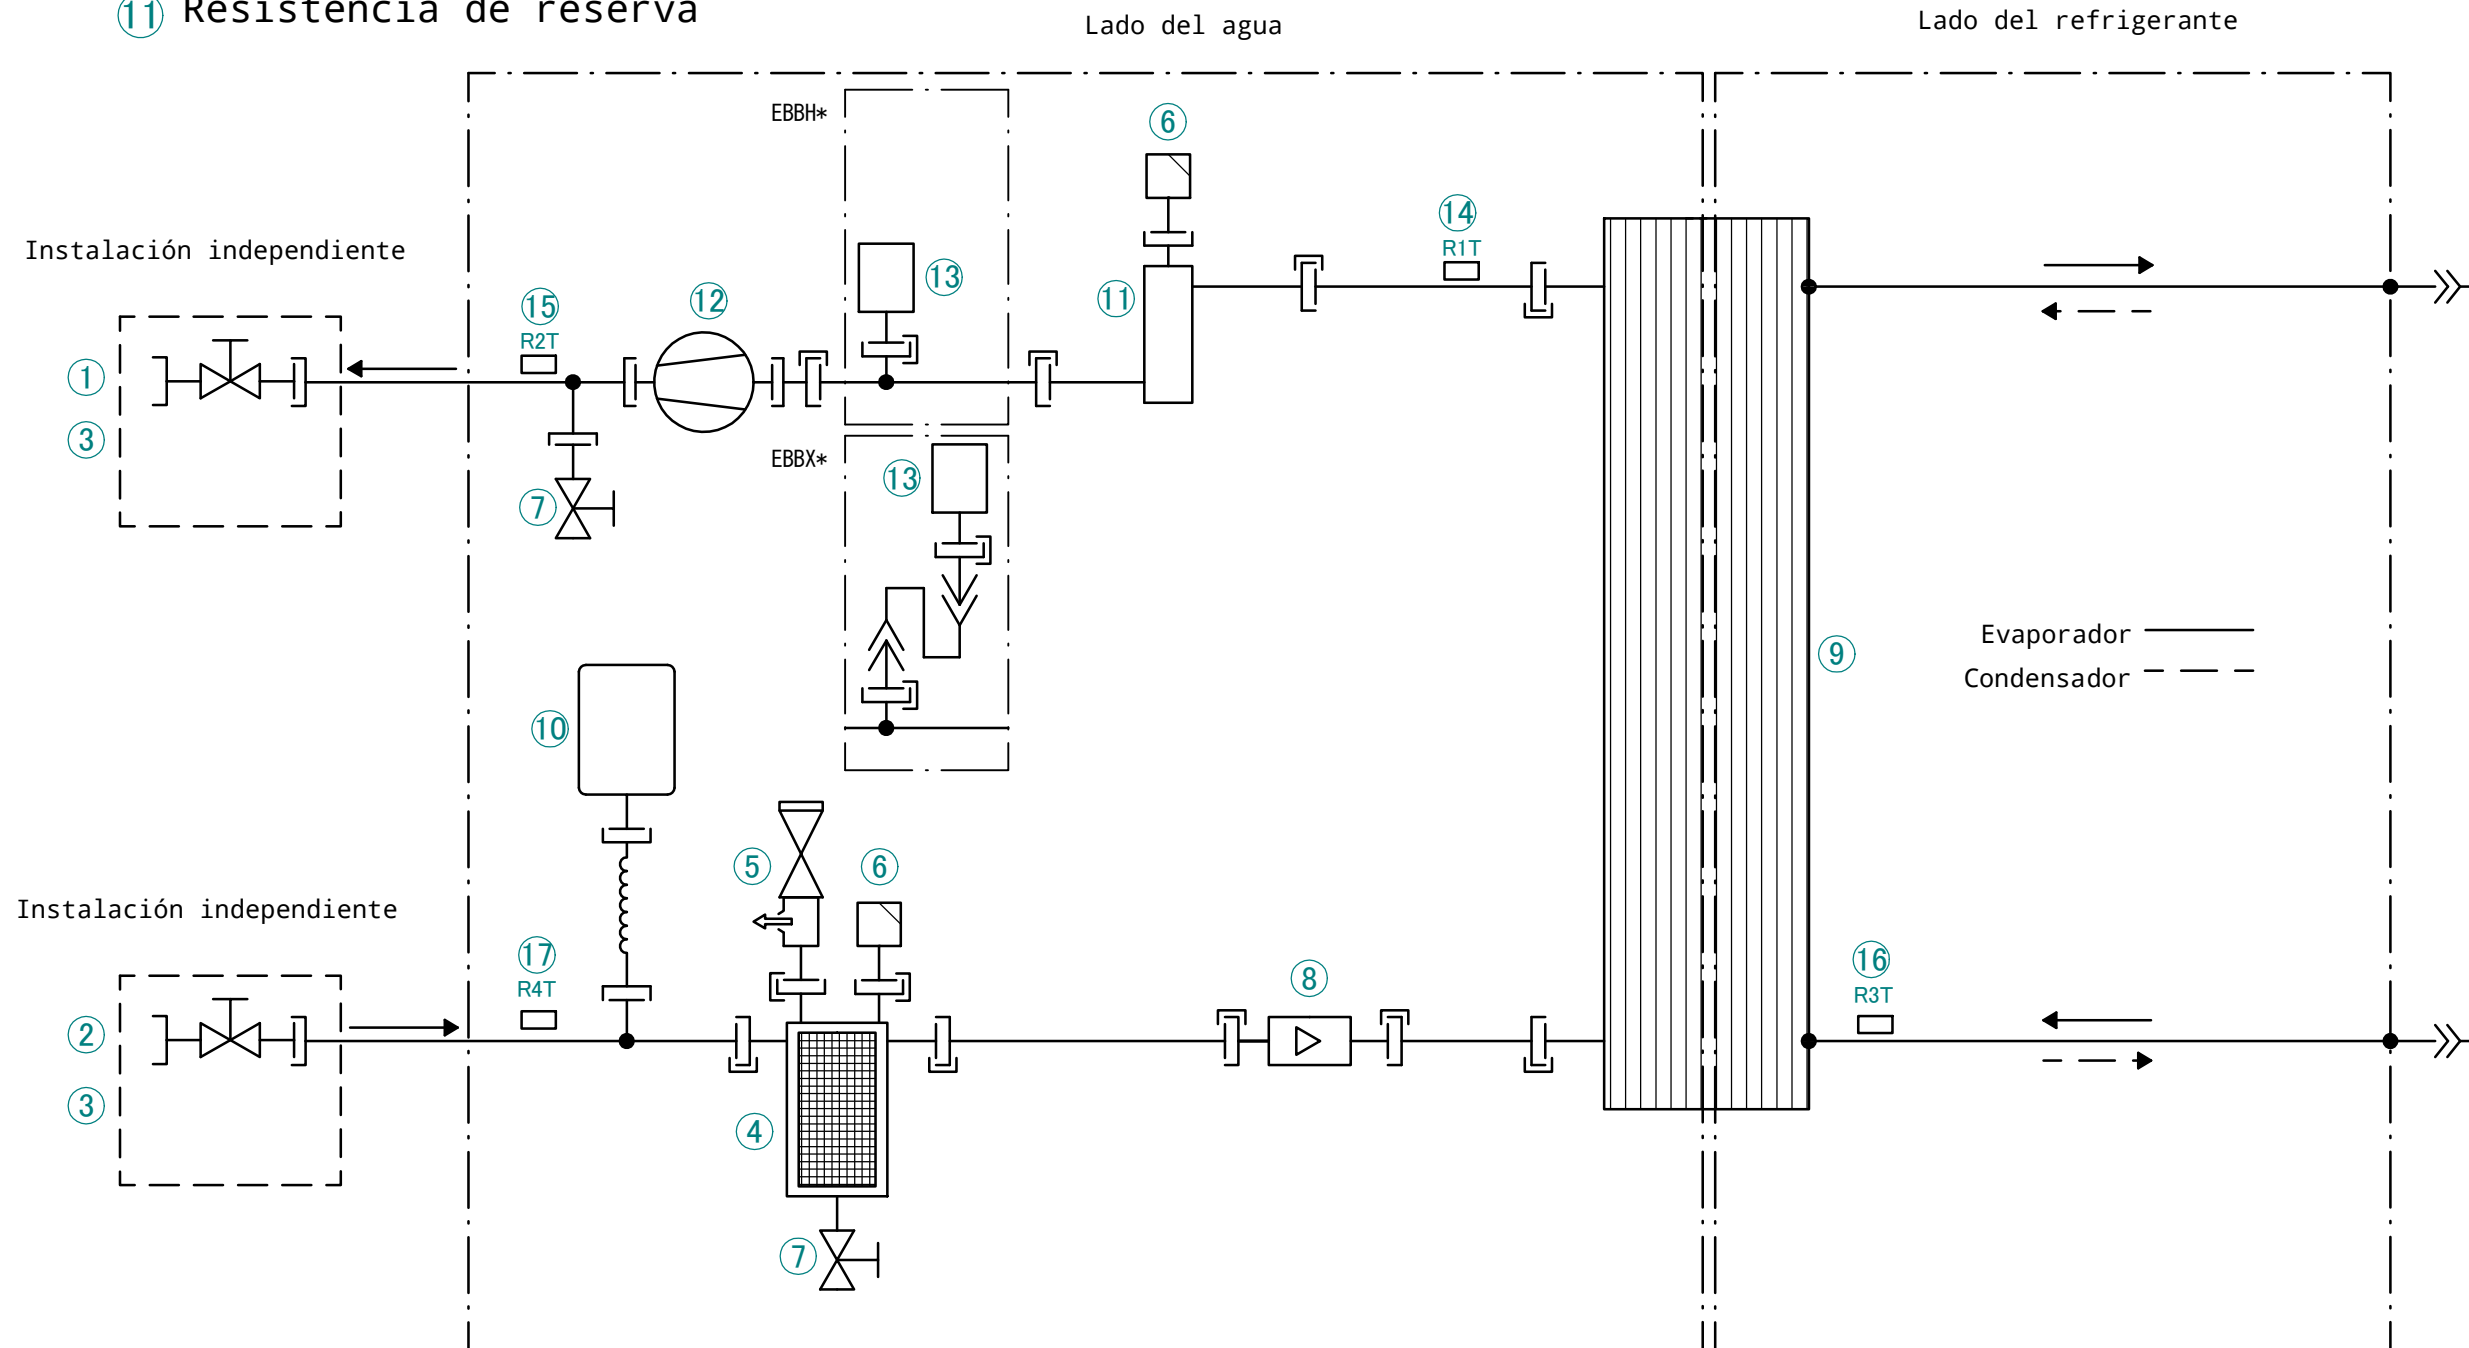 ⑪ Resistencia de reserva
Lado del agua
Lado del refrigerante
EBBH*
⑥
⑭
R1T
Instalación independiente
⑬
⑮
R2T
⑫
⑪
①
③
EBBX*
⑬
⑦
Evaporador
Condensador
⑨
⑩
⑤
⑥
Instalación independiente
⑰
R4T
⑧
⑯
R3T
②
③
④
⑦